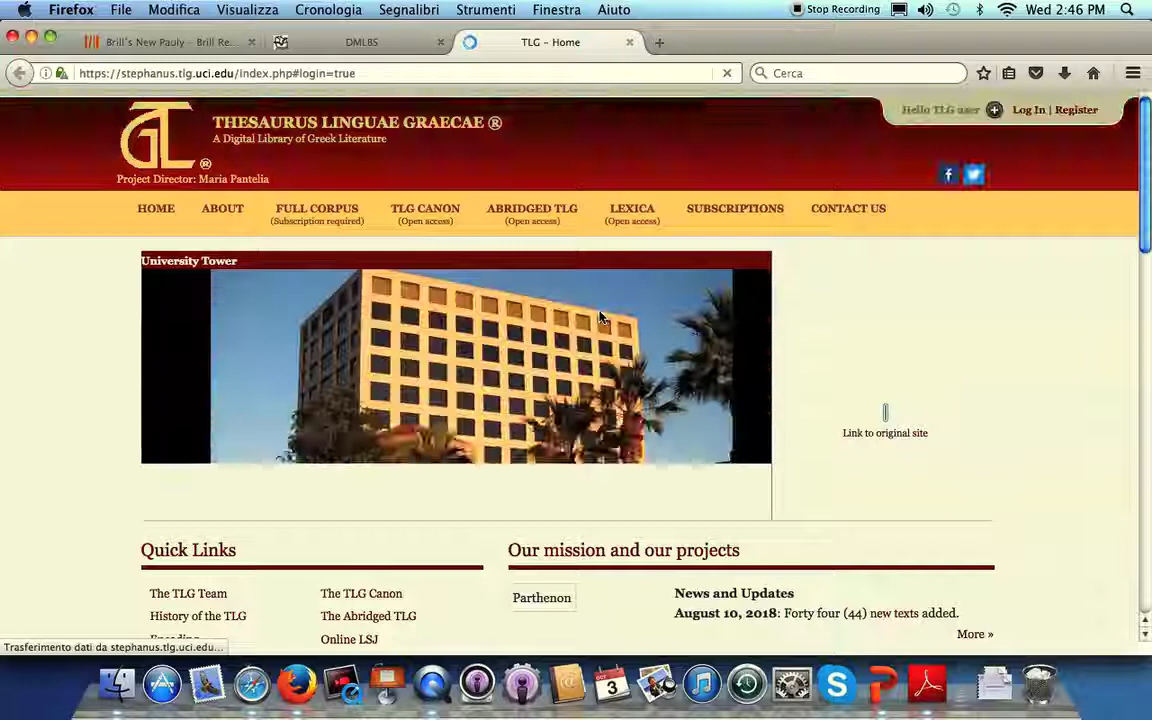 Firefox File Modifica Visualizza Cronologia Segnalibri Strumenti Finestra Aiuto Stop Recording Wed 2:46 PM
Brill's New Pauly – Brill Re... DMLBS TLG – Home
https://stephanus.tlg.uci.edu/index.php#login=true Cerca
Hello TLG user Log In | Register
THESAURUS LINGUAE GRAECAE ®
A Digital Library of Greek Literature
GL ®
Project Director: Maria Pantelia
HOME ABOUT FULL CORPUS TLG CANON ABRIDGED TLG LEXICA SUBSCRIPTIONS CONTACT US
(Subscription required) (Open access) (Open access) (Open access)
University Tower
Link to original site
Quick Links
The TLG Team
History of the TLG
Encoding
The TLG Canon
The Abridged TLG
Online LSJ
Our mission and our projects
Parthenon
News and Updates
August 10, 2018: Forty four (44) new texts added.
More »
Trasferimento dati da stephanus.tlg.uci.edu...
OCT
3